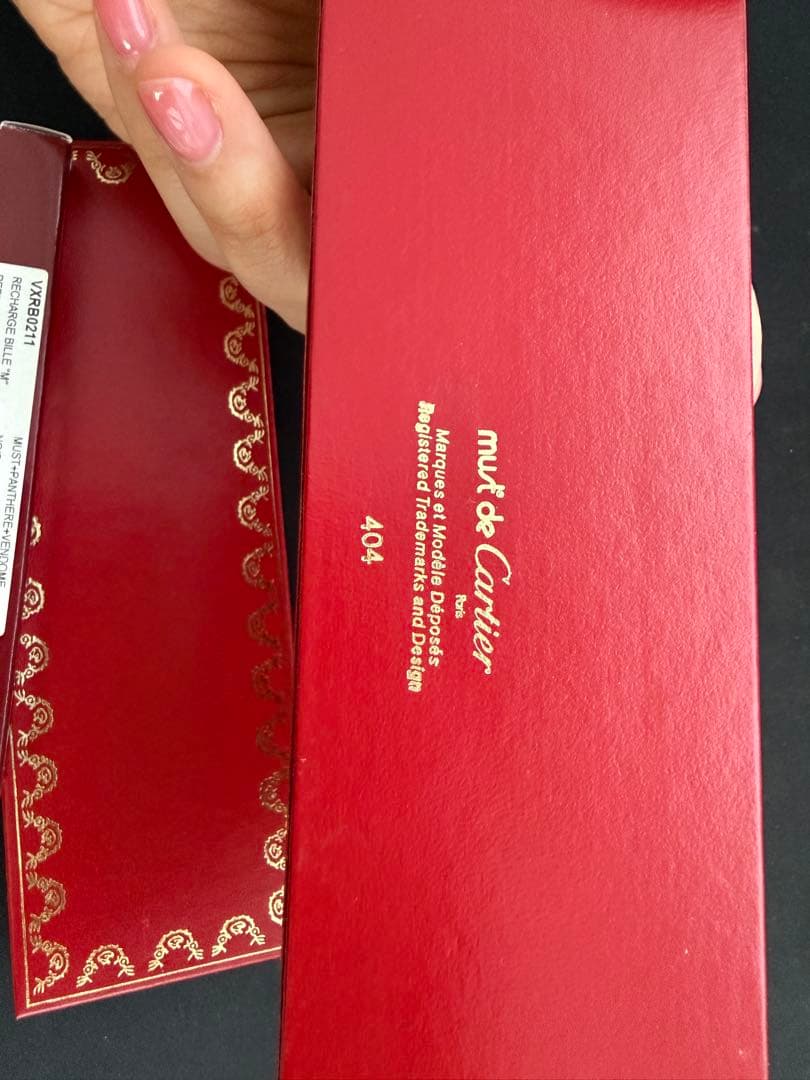 must de Cartier
Paris
Marques et Modèle Déposés
Registered Trademarks and Design
404
VXRB0211
RECHARGE BILLE "M"
MUST+PANTHERE+VENDOME